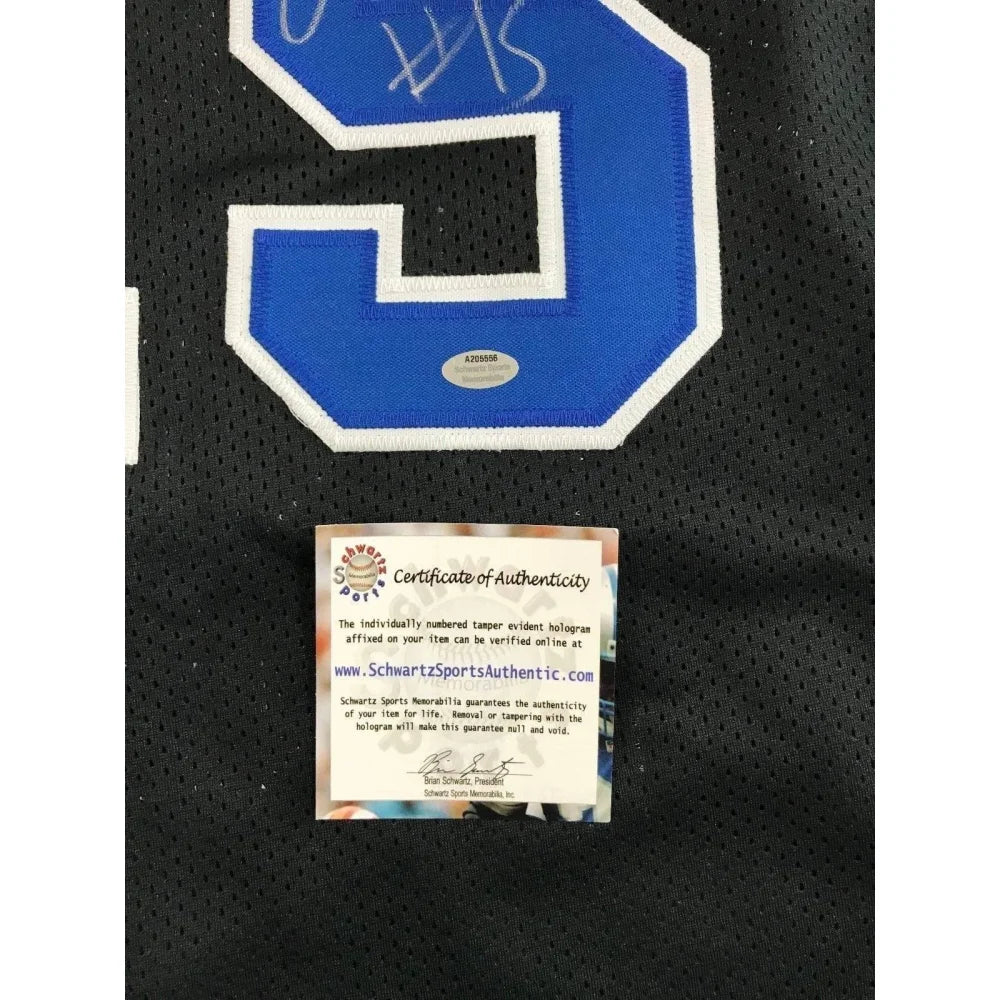 #15
A205556
Schwartz Sports
Memorabilia
Schwartz
Sports
Memorabilia
Certificate of Authenticity
The individually numbered tamper evident hologram
affixed on your item can be verified online at
www.SchwartzSportsAuthentic.com
Schwartz Sports Memorabilia guarantees the authenticity
of your item for life. Removal or tampering with the
hologram will make this guarantee null and void.
Brian Schwartz, President
Schwartz Sports Memorabilia, Inc.